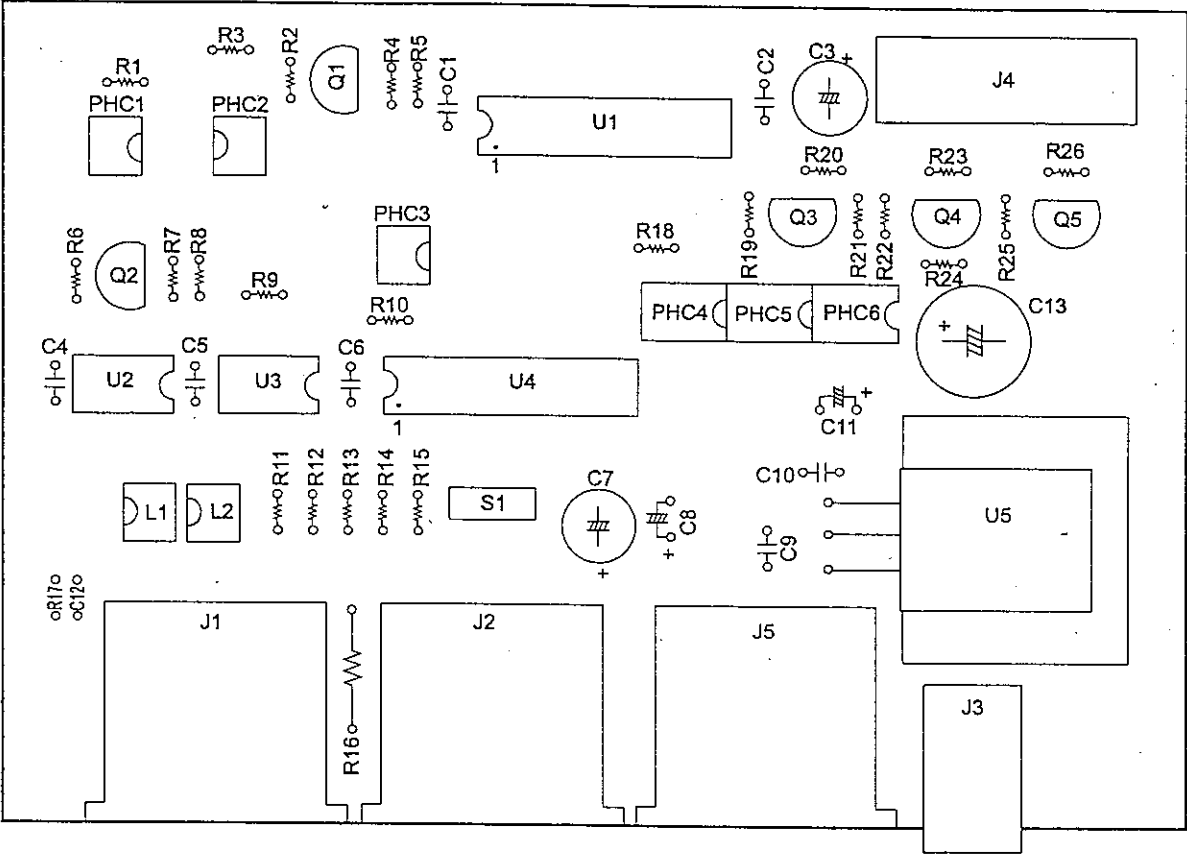 R3
R2
Q1
R4
R5
C1
C2
C3
+
J4
R1
PHC1
PHC2
U1
1
R20
R23
R26
R19
Q3
R21
R22
Q4
R25
Q5
R24
PHC3
R18
R6
Q2
R7
R8
R9
R10
PHC4
PHC5
PHC6
C13
+
C4
U2
C5
U3
C6
U4
1
C11
+
R11
R12
R13
R14
R15
C7
+
C8
+
C10
C9
U5
L1
L2
S1
R17
C12
J1
R16
J2
J5
J3